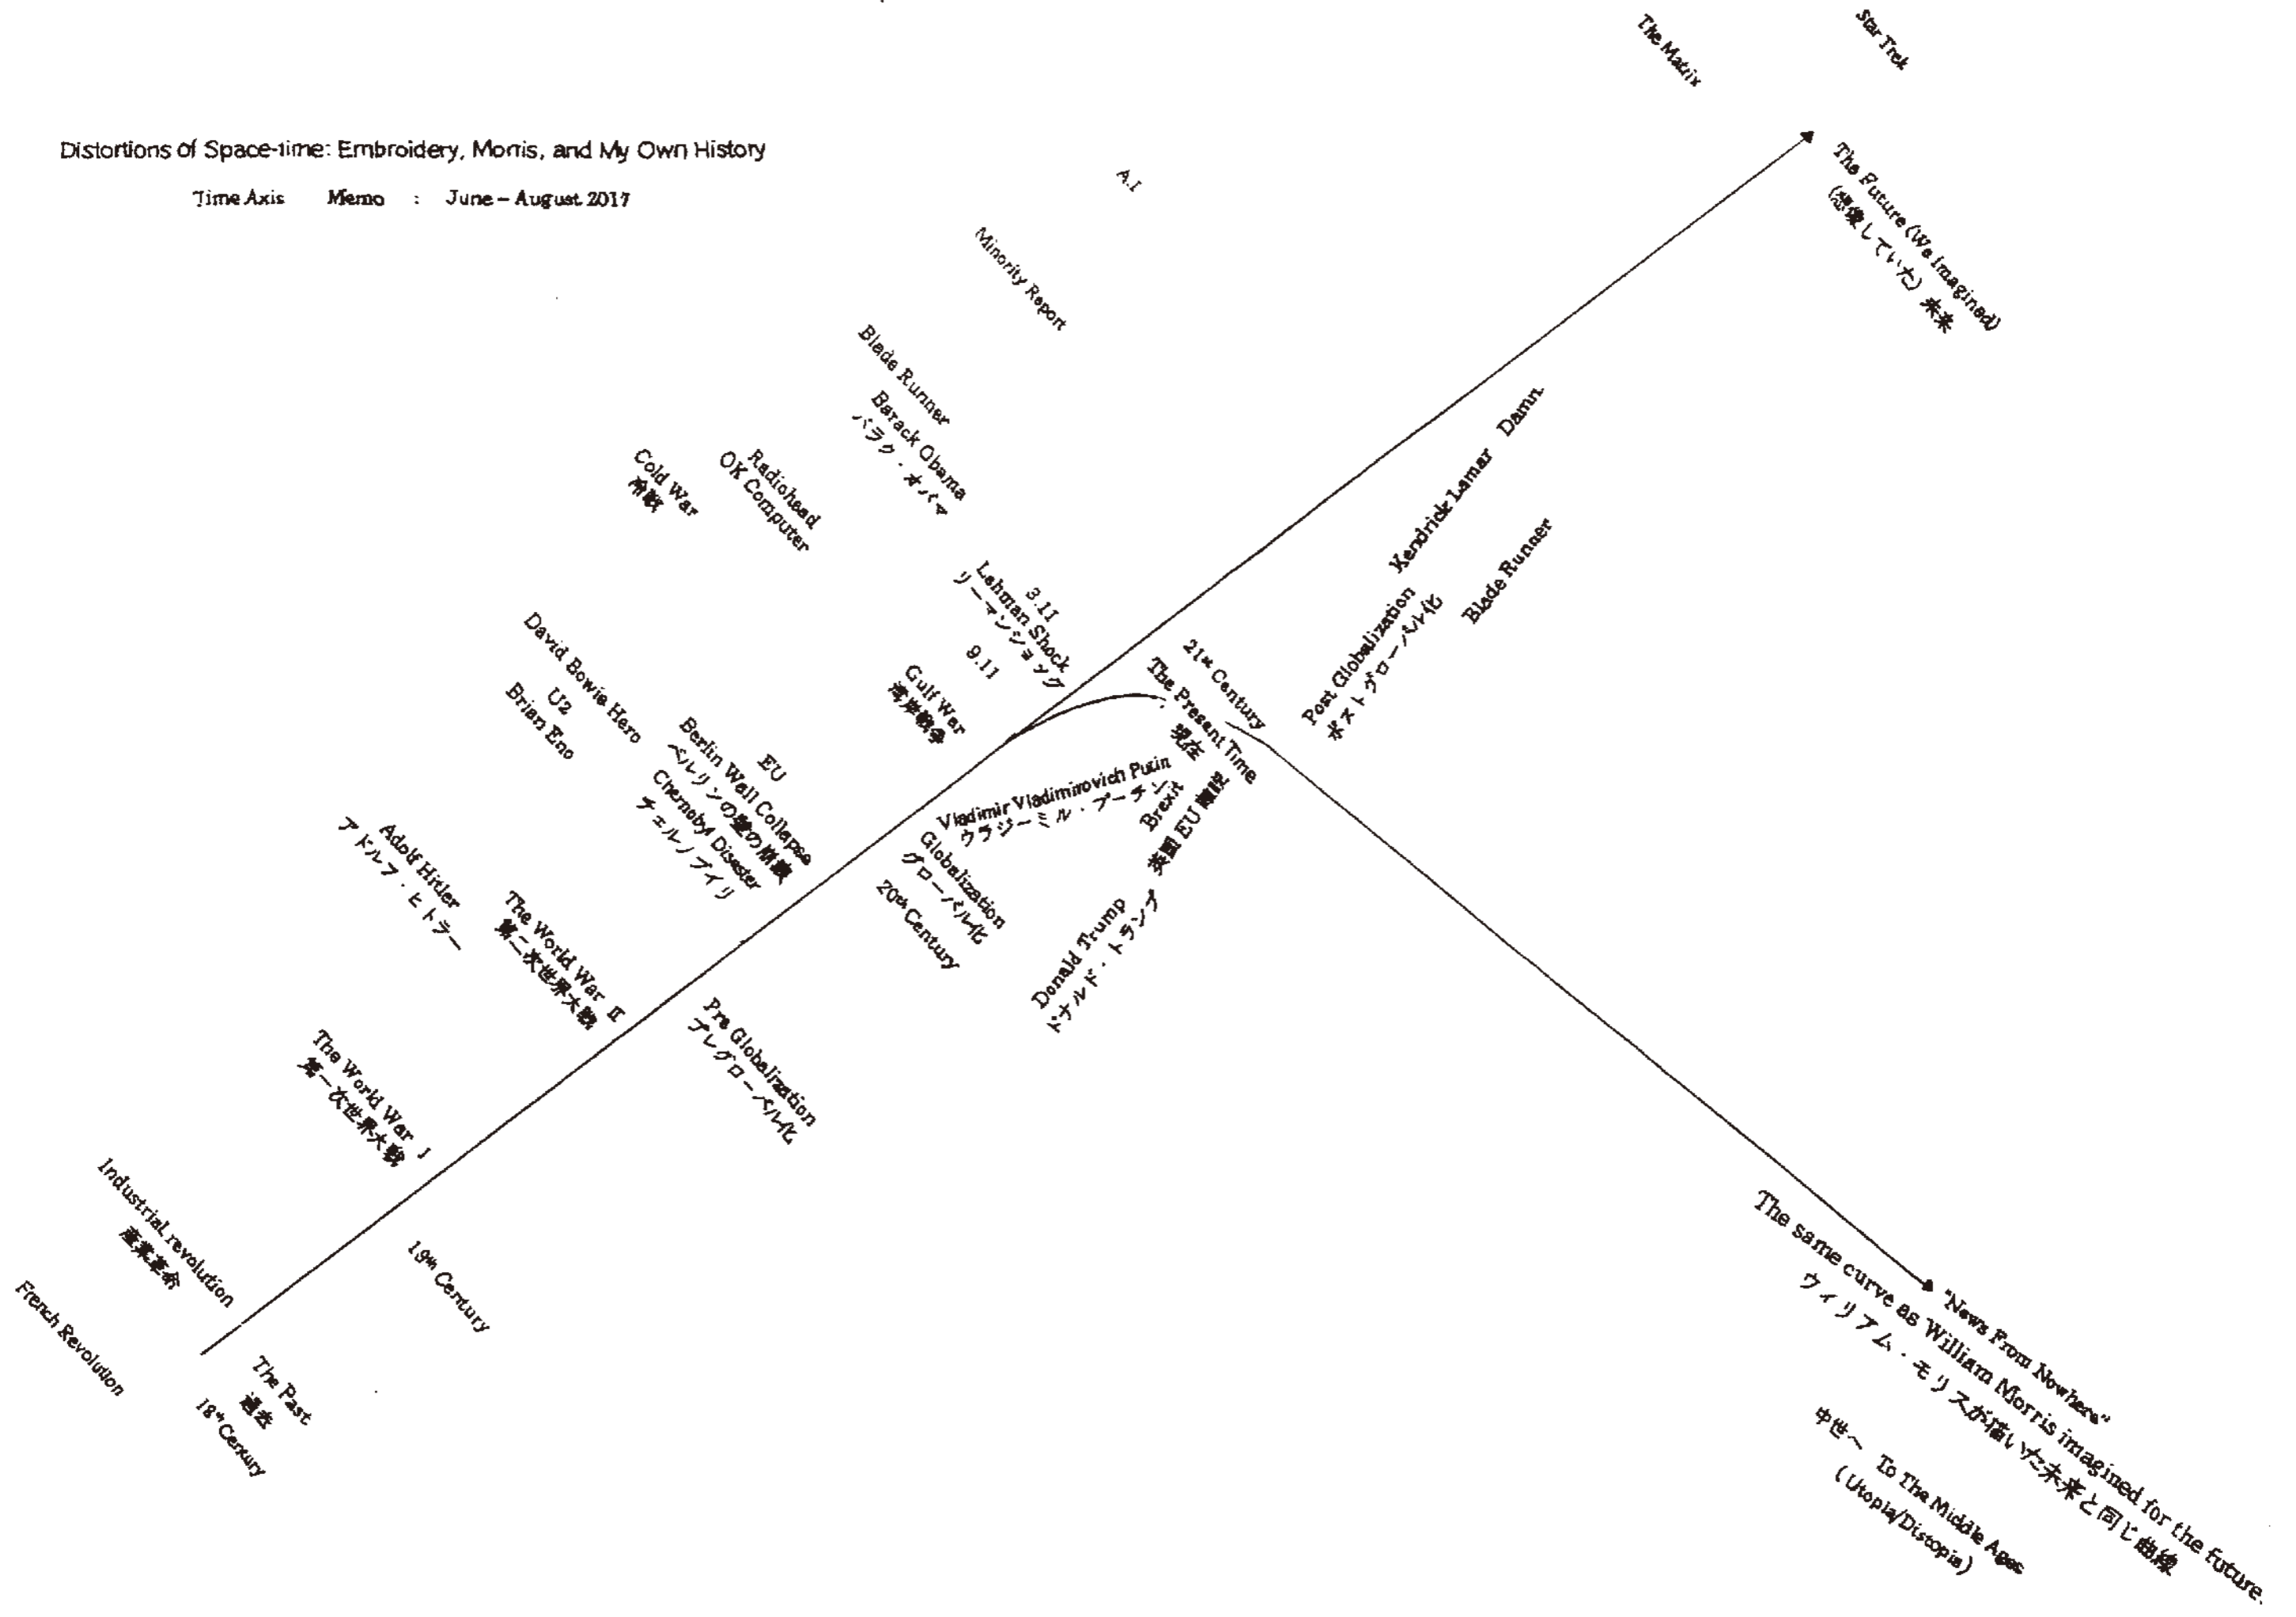 Distortions of Space-time: Embroidery, Morris, and My Own History
Time Axis Memo : June – August 2017
The Matrix
Star Trek
A.I
The Future (We imagined)
(想像していた) 未来
Minority Report
Blade Runner
Barack Obama
バラク・オバマ
Radiohead
OK Computer
Cold War
冷戦
Kendrick Lamar Damn.
Post Globalization
ポストグローバル化
Blade Runner
3.11
Lehman Shock
リーマンショック
9.11
Gulf War
湾岸戦争
David Bowie Hero
U2
Brian Eno
EU
Berlin Wall Collapse
ベルリンの壁の崩壊
Chernobyl Disaster
チェルノブイリ
21st Century
The Present Time
現在
Vladimir Vladimirovich Putin
ウラジーミル・プーチン
Brexit
英国 EU 離脱
Globalization
グローバル化
20th Century
Donald Trump
ドナルド・トランプ
Adolf Hitler
アドルフ・ヒトラー
The World War II
第二次世界大戦
Pre Globalization
プレグローバル化
The World War I
第一次世界大戦
Industrial revolution
産業革命
19th Century
French Revolution
The Past
過去
18th Century
"News From Nowhere"
The same curve as William Morris imagined for the future.
ウィリアム・モリスが描いた未来と同じ曲線
中世へ To The Middle Ages
(Utopia/Distopia)